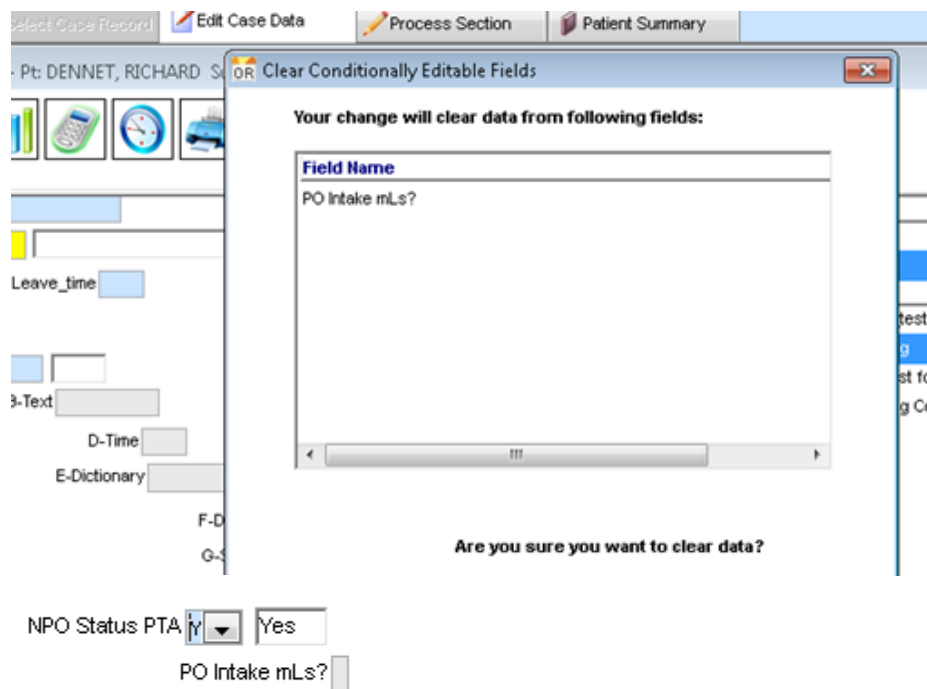 Select Case Record Edit Case Data Process Section Patient Summary
- Pt: DENNET, RICHARD
OR Clear Conditionally Editable Fields
Your change will clear data from following fields:
Field Name
PO Intake mLs?
Leave_time
test
g
B-Text
D-Time
E-Dictionary
Are you sure you want to clear data?
NPO Status PTA Y Yes
PO Intake mLs?